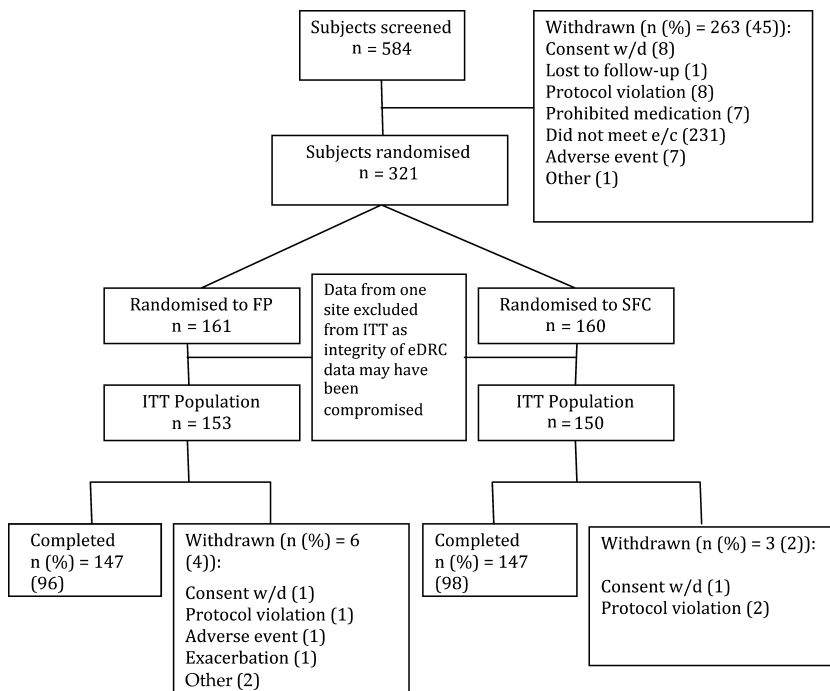 Subjects screened
n = 584
Withdrawn (n (%) = 263 (45)):
Consent w/d (8)
Lost to follow-up (1)
Protocol violation (8)
Prohibited medication (7)
Did not meet e/c (231)
Adverse event (7)
Other (1)
Subjects randomised
n = 321
Randomised to FP
n = 161
Data from one
site excluded
from ITT as
integrity of eDRC
data may have
been
compromised
Randomised to SFC
n = 160
ITT Population
n = 153
ITT Population
n = 150
Completed
n (%) = 147
(96)
Withdrawn (n (%) = 6
(4)):
Consent w/d (1)
Protocol violation (1)
Adverse event (1)
Exacerbation (1)
Other (2)
Completed
n (%) = 147
(98)
Withdrawn (n (%) = 3 (2)):
Consent w/d (1)
Protocol violation (2)